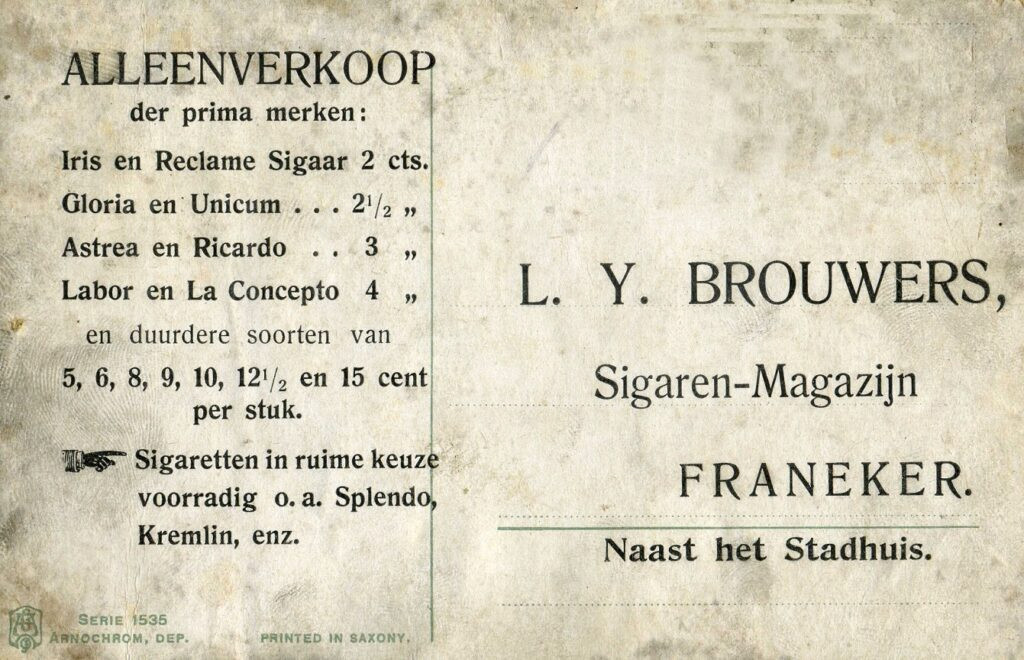 ALLEENVERKOOP
der prima merken:
Iris en Reclame Sigaar 2 cts.
Gloria en Unicum . . . 2¹/₂ „
Astrea en Ricardo . . 3 „
Labor en La Concepto 4 „
en duurdere soorten van
5, 6, 8, 9, 10, 12¹/₂ en 15 cent
per stuk.
Sigaretten in ruime keuze
voorradig o. a. Splendo,
Kremlin, enz.
SERIE 1535
ARNOCHROM, DEP.
PRINTED IN SAXONY.
L. Y. BROUWERS,
Sigaren-Magazijn
FRANEKER.
Naast het Stadhuis.